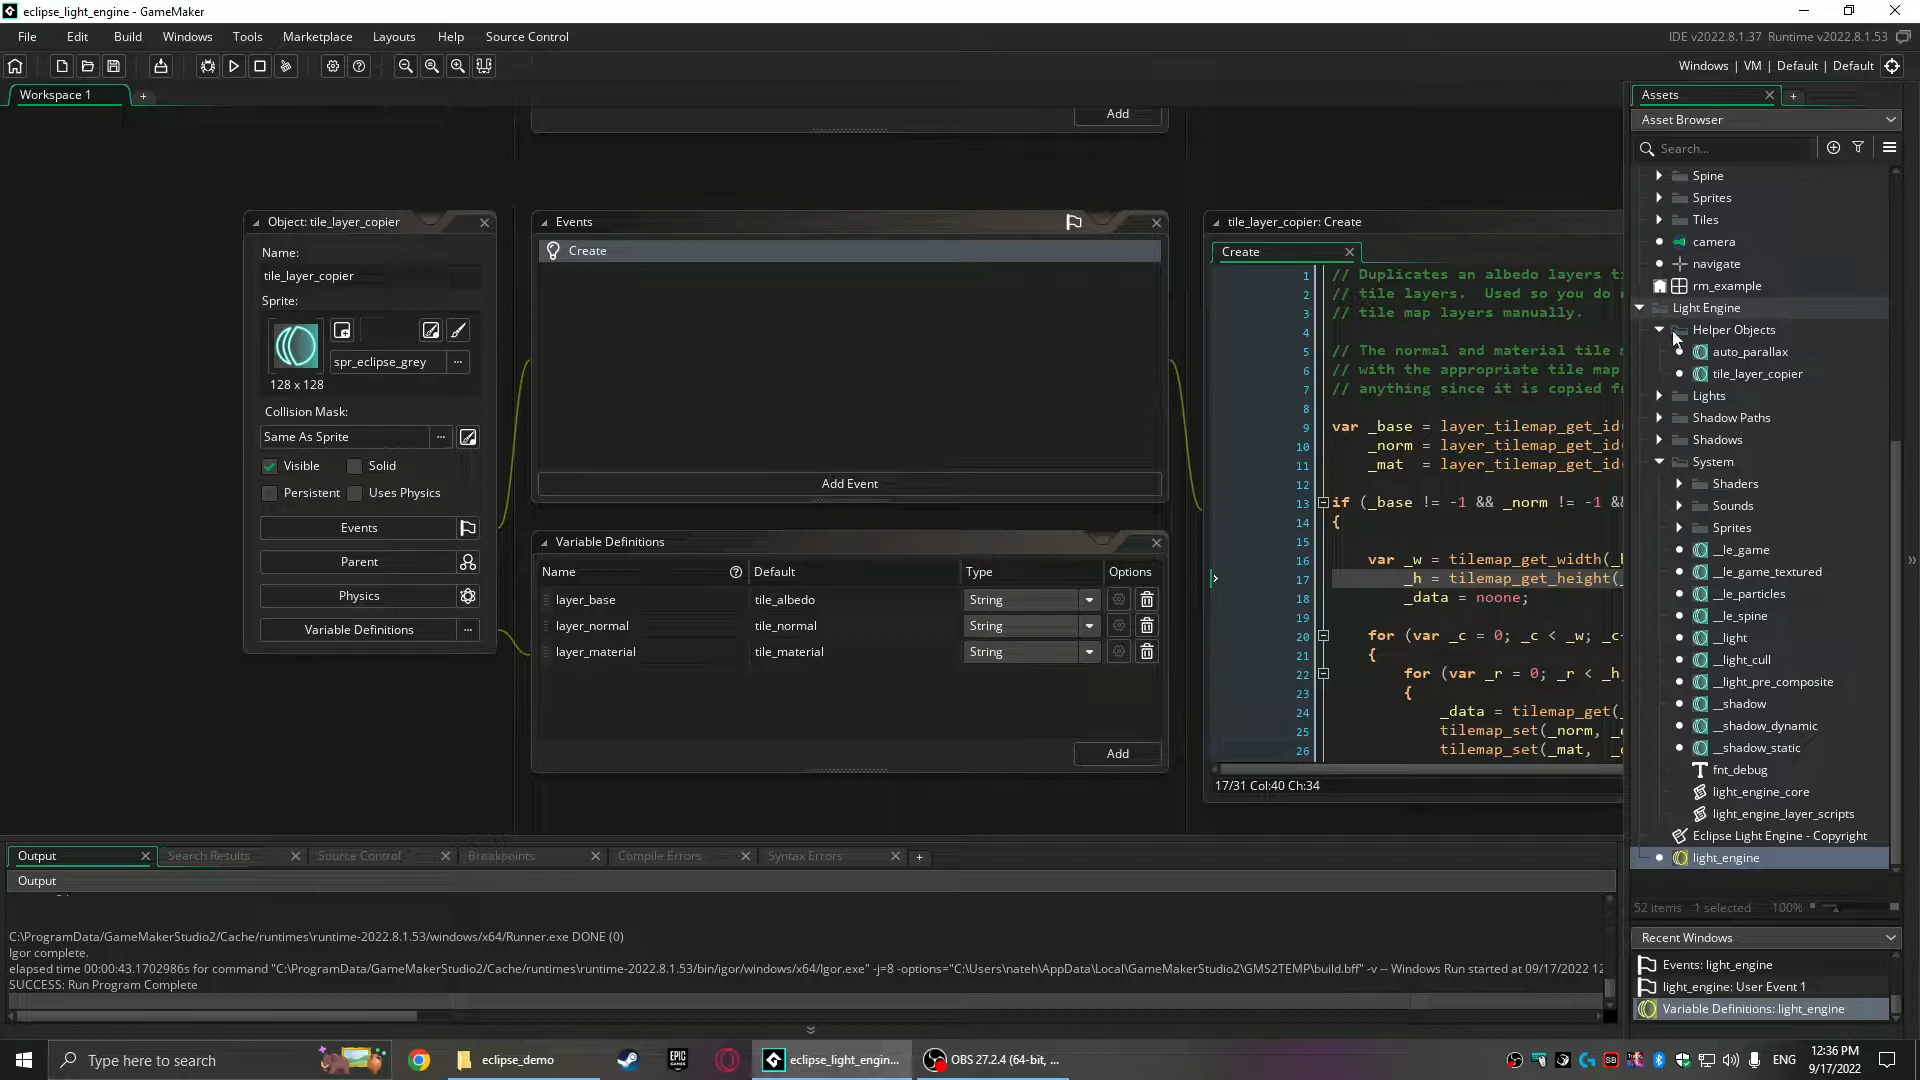 eclipse_light_engine - GameMaker
File Edit Build Windows Tools Marketplace Layouts Help Source Control
IDE v2022.8.1.37 Runtime v2022.8.1.53
Windows | VM | Default | Default
Workspace 1
+
Add
Object: tile_layer_copier
Name:
tile_layer_copier
Sprite:
spr_eclipse_grey
128 x 128
Collision Mask:
Same As Sprite
Visible Solid
Persistent Uses Physics
Events
Parent
Physics
Variable Definitions
Events
Create
Add Event
Variable Definitions
Name Default Type Options
layer_base tile_albedo String
layer_normal tile_normal String
layer_material tile_material String
Add
tile_layer_copier: Create
Create
1 // Duplicates an albedo layers t
2 // tile layers. Used so you do
3 // tile map layers manually.
4
5 // The normal and material tile
6 // with the appropriate tile map
7 // anything since it is copied f
8
9 var _base = layer_tilemap_get_id(
10 _norm = layer_tilemap_get_id(
11 _mat = layer_tilemap_get_id(
12
13 if (_base != -1 && _norm != -1 &&
14 {
15
16 var _w = tilemap_get_width(
17 _h = tilemap_get_height(
18 _data = noone;
19
20 for (var _c = 0; _c < _w; _c
21 {
22 for (var _r = 0; _r < _h
23 {
24 _data = tilemap_get(
25 tilemap_set(_norm,
26 tilemap_set(_mat,
17/31 Col:40 Ch:34
Assets
+
Asset Browser
Search...
Spine
Sprites
Tiles
camera
navigate
rm_example
Light Engine
Helper Objects
auto_parallax
tile_layer_copier
Lights
Shadow Paths
Shadows
System
Shaders
Sounds
Sprites
__le_game
__le_game_textured
__le_particles
__le_spine
__light
__light_cull
__light_pre_composite
__shadow
__shadow_dynamic
__shadow_static
fnt_debug
light_engine_core
light_engine_layer_scripts
Eclipse Light Engine - Copyright
light_engine
52 items 1 selected 100%
Recent Windows
Events: light_engine
light_engine: User Event 1
Variable Definitions: light_engine
Output Search Results Source Control Breakpoints Compile Errors Syntax Errors +
Output
C:\ProgramData/GameMakerStudio2/Cache/runtimes\runtime-2022.8.1.53/windows/x64/Runner.exe DONE (0)
Igor complete.
elapsed time 00:00:43.1702986s for command "C:\ProgramData/GameMakerStudio2/Cache/runtimes\runtime-2022.8.1.53/bin/igor/windows/x64/Igor.exe" -j=8 -options="C:\Users\nateh\AppData\Local\GameMakerStudio2\GMS2TEMP\build.bff" -v -- Windows Run started at 09/17/2022 12
SUCCESS: Run Program Complete
Type here to search
eclipse_demo
EPIC GAMES
eclipse_light_engin...
OBS 27.2.4 (64-bit, ...
ENG
12:36 PM
9/17/2022